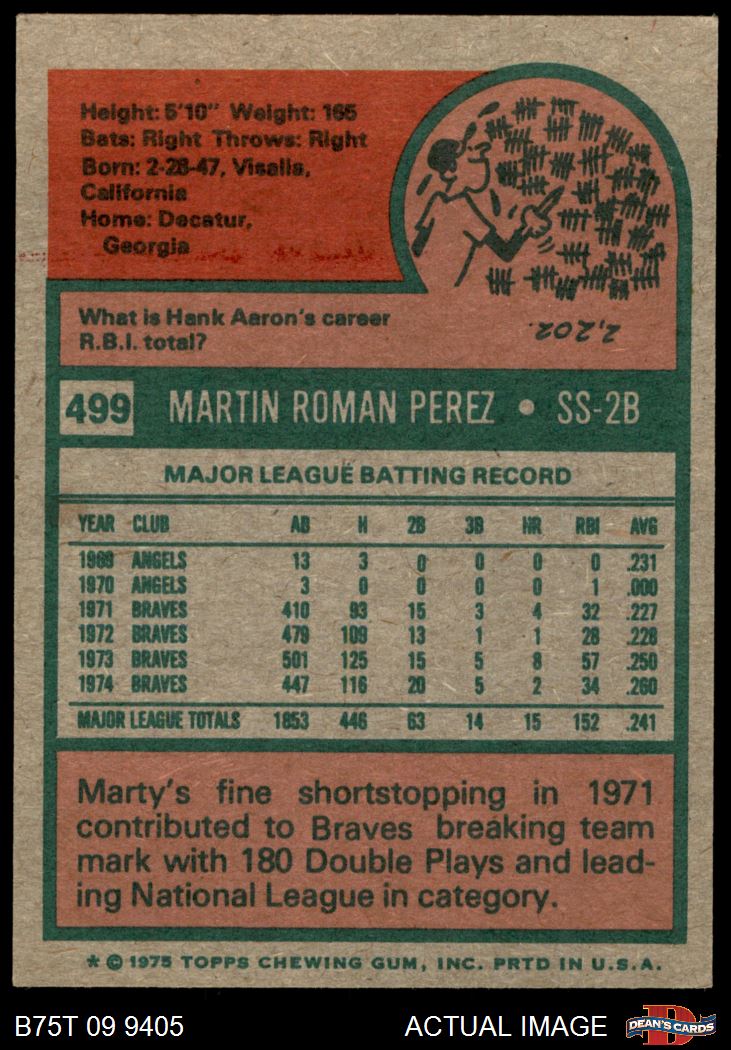 Height: 5'10" Weight: 165
Bats: Right Throws: Right
Born: 2-28-47, Visalia,
California
Home: Decatur,
Georgia
What is Hank Aaron's career
R.B.I. total?
2,202.
499 MARTIN ROMAN PEREZ • SS-2B
MAJOR LEAGUE BATTING RECORD
YEAR CLUB AB H 2B 3B HR RBI AVG
1969 ANGELS 13 3 0 0 0 0 .231
1970 ANGELS 3 0 0 0 0 1 .000
1971 BRAVES 410 93 15 3 4 32 .227
1972 BRAVES 479 109 13 1 1 28 .228
1973 BRAVES 501 125 15 5 8 57 .250
1974 BRAVES 447 116 20 5 2 34 .260
MAJOR LEAGUE TOTALS 1853 446 63 14 15 152 .241
Marty's fine shortstopping in 1971
contributed to Braves breaking team
mark with 180 Double Plays and lead-
ing National League in category.
* © 1975 TOPPS CHEWING GUM, INC. PRTD IN U.S.A.
B75T 09 9405 ACTUAL IMAGE DEAN'S CARDS